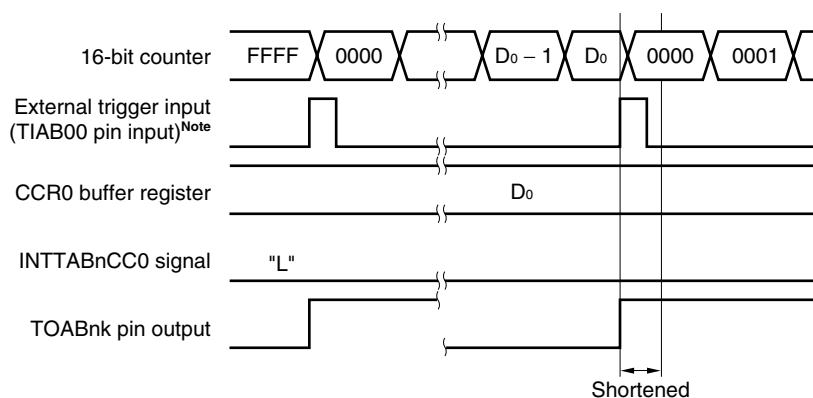 16-bit counter FFFF 0000 D0 − 1 D0 0000 0001
External trigger input
(TIAB00 pin input)Note
CCR0 buffer register D0
INTTABnCC0 signal "L"
TOABnk pin output
Shortened